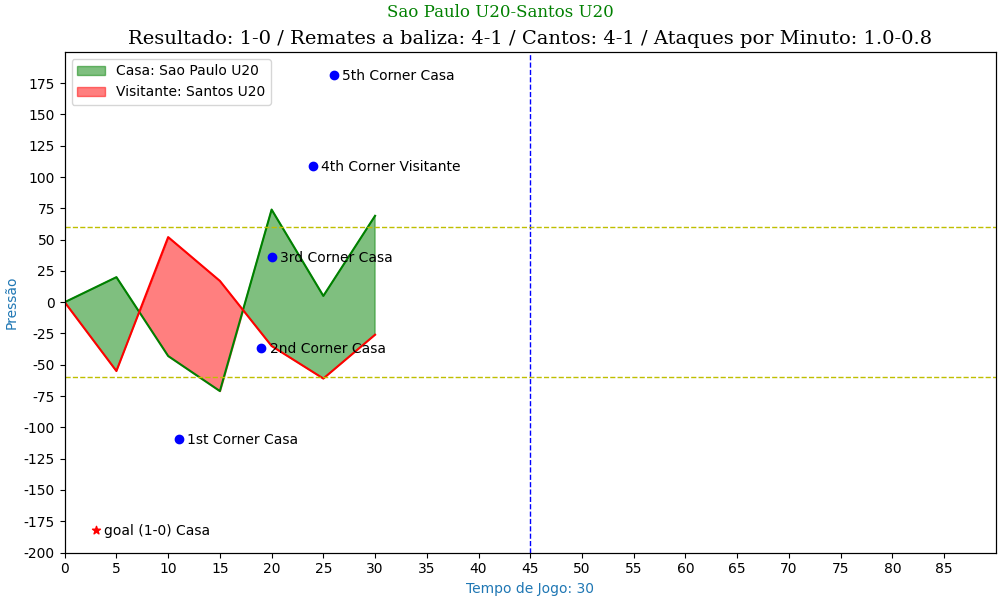 Sao Paulo U20-Santos U20
Resultado: 1-0 / Remates a baliza: 4-1 / Cantos: 4-1 / Ataques por Minuto: 1.0-0.8
Casa: Sao Paulo U20
Visitante: Santos U20
5th Corner Casa
4th Corner Visitante
3rd Corner Casa
2nd Corner Casa
1st Corner Casa
goal (1-0) Casa
Pressão
175
150
125
100
75
50
25
0
-25
-50
-75
-100
-125
-150
-175
-200
0 5 10 15 20 25 30 35 40 45 50 55 60 65 70 75 80 85
Tempo de Jogo: 30